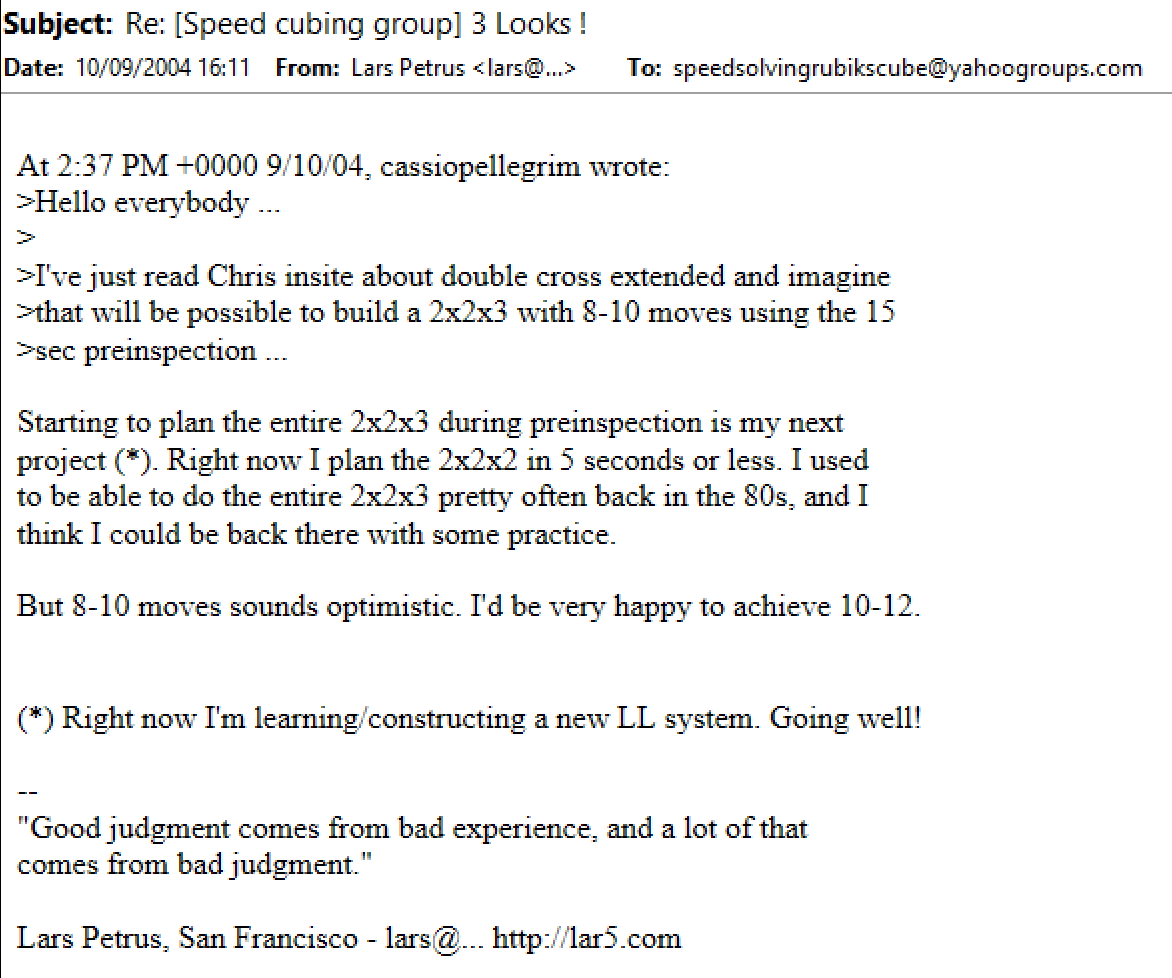 Subject: Re: [Speed cubing group] 3 Looks !
Date: 10/09/2004 16:11 From: Lars Petrus <lars@...> To: speedsolvingrubikscube@yahoogroups.com
At 2:37 PM +0000 9/10/04, cassiopellegrim wrote:
>Hello everybody ...
>
>I've just read Chris insite about double cross extended and imagine
>that will be possible to build a 2x2x3 with 8-10 moves using the 15
>sec preinspection ...
Starting to plan the entire 2x2x3 during preinspection is my next
project (*). Right now I plan the 2x2x2 in 5 seconds or less. I used
to be able to do the entire 2x2x3 pretty often back in the 80s, and I
think I could be back there with some practice.
But 8-10 moves sounds optimistic. I'd be very happy to achieve 10-12.
(*) Right now I'm learning/constructing a new LL system. Going well!
--
"Good judgment comes from bad experience, and a lot of that
comes from bad judgment."
Lars Petrus, San Francisco - lars@... http://lar5.com